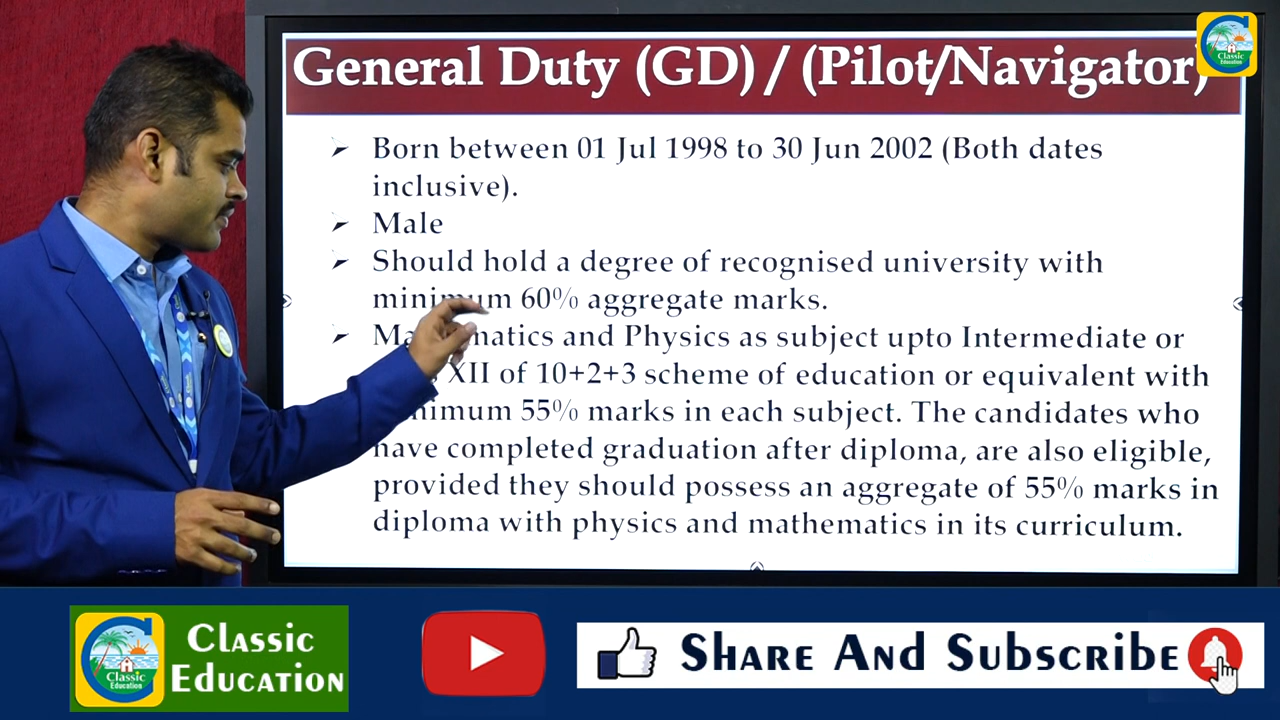 General Duty (GD) / (Pilot/Navigator)
Classic
Education
➢ Born between 01 Jul 1998 to 30 Jun 2002 (Both dates
inclusive).
➢ Male
➢ Should hold a degree of recognised university with
minimum 60% aggregate marks.
➢ and Physics as subject upto Intermediate or
XII of 10+2+3 scheme of education or equivalent with
55% marks in each subject. The candidates who
have completed graduation after diploma, are also eligible,
provided they should possess an aggregate of 55% marks in
diploma with physics and mathematics in its curriculum.
Classic
Education
Classic
Education
Share And Subscribe